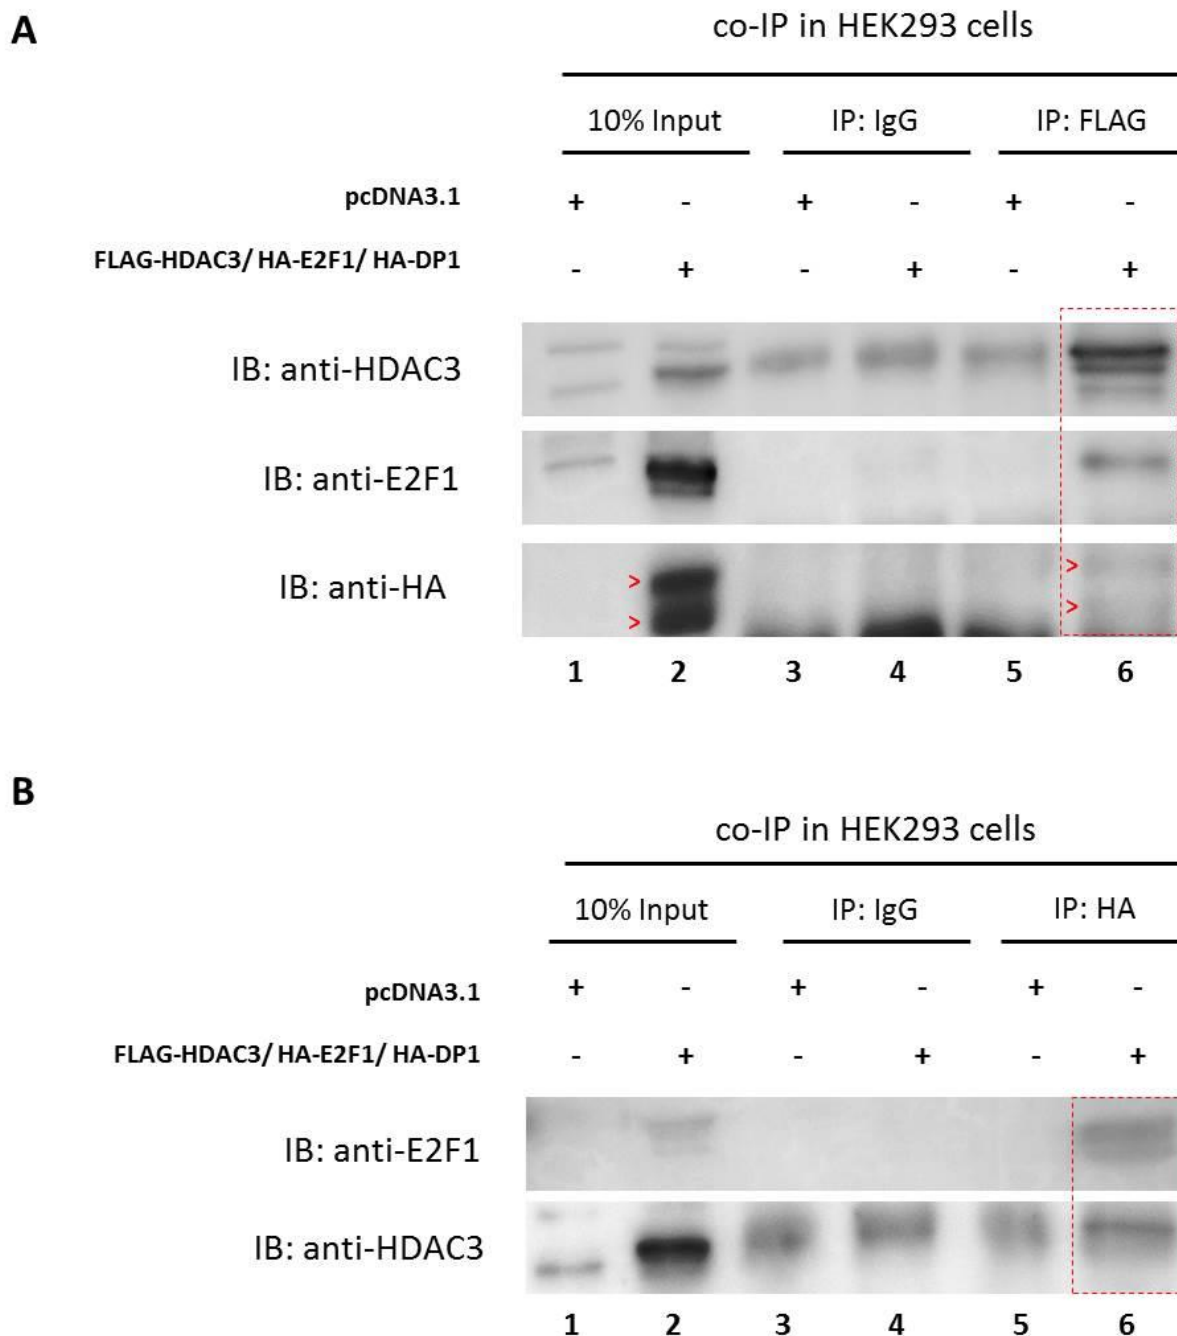 A
co-IP in HEK293 cells
10% Input IP: IgG IP: FLAG
pcDNA3.1 + - + - + -
FLAG-HDAC3/ HA-E2F1/ HA-DP1 - + - + - +
IB: anti-HDAC3
IB: anti-E2F1
IB: anti-HA
> >
> >
1 2 3 4 5 6
B
co-IP in HEK293 cells
10% Input IP: IgG IP: HA
pcDNA3.1 + - + - + -
FLAG-HDAC3/ HA-E2F1/ HA-DP1 - + - + - +
IB: anti-E2F1
IB: anti-HDAC3
1 2 3 4 5 6